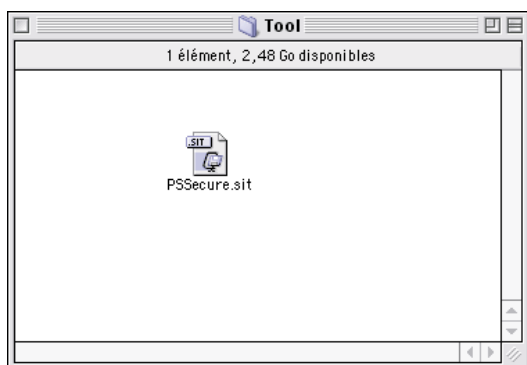 Tool
1 élément, 2,48 Go disponibles
.SIT
PSSecure.sit